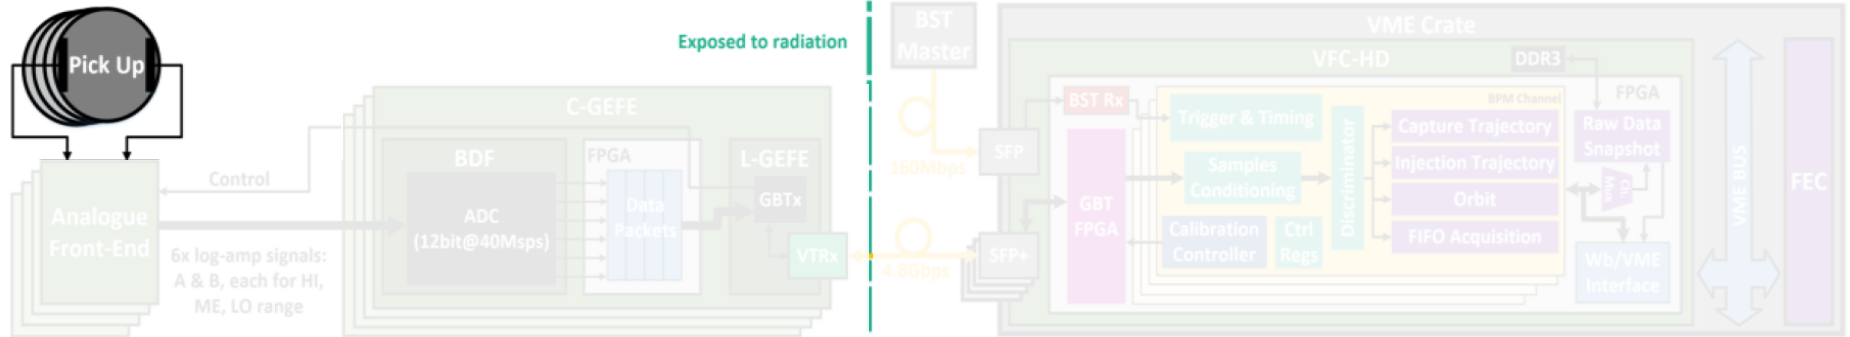 Pick Up
Exposed to radiation
Analogue
Front-End
Control
6x log-amp signals:
A & B, each for HI,
ME, LO range
C-GEFE
BDF
ADC
(12bit@40Msps)
FPGA
Data
Packets
L-GEFE
GBTx
VTRx
4.8Gbps
BST
Master
160Mbps
SFP
SFP+
VME Crate
VFC-HD
DDR3
FPGA
BST Rx
GBT
FPGA
BPM Channel
Trigger & Timing
Samples
Conditioning
Calibration
Controller
Ctrl
Regs
Discriminator
Capture Trajectory
Injection Trajectory
Orbit
FIFO Acquisition
Raw Data
Snapshot
Ch.
Mux
Wb/VME
Interface
VME BUS
FEC